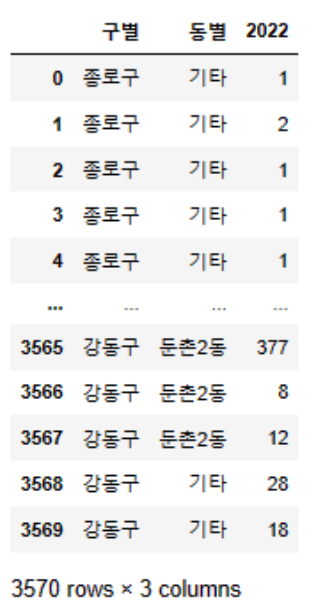 구별 동별 2022
0 종로구 기타 1
1 종로구 기타 2
2 종로구 기타 1
3 종로구 기타 1
4 종로구 기타 1
... ... ... ...
3565 강동구 둔촌2동 377
3566 강동구 둔촌2동 8
3567 강동구 둔촌2동 12
3568 강동구 기타 28
3569 강동구 기타 18
3570 rows × 3 columns